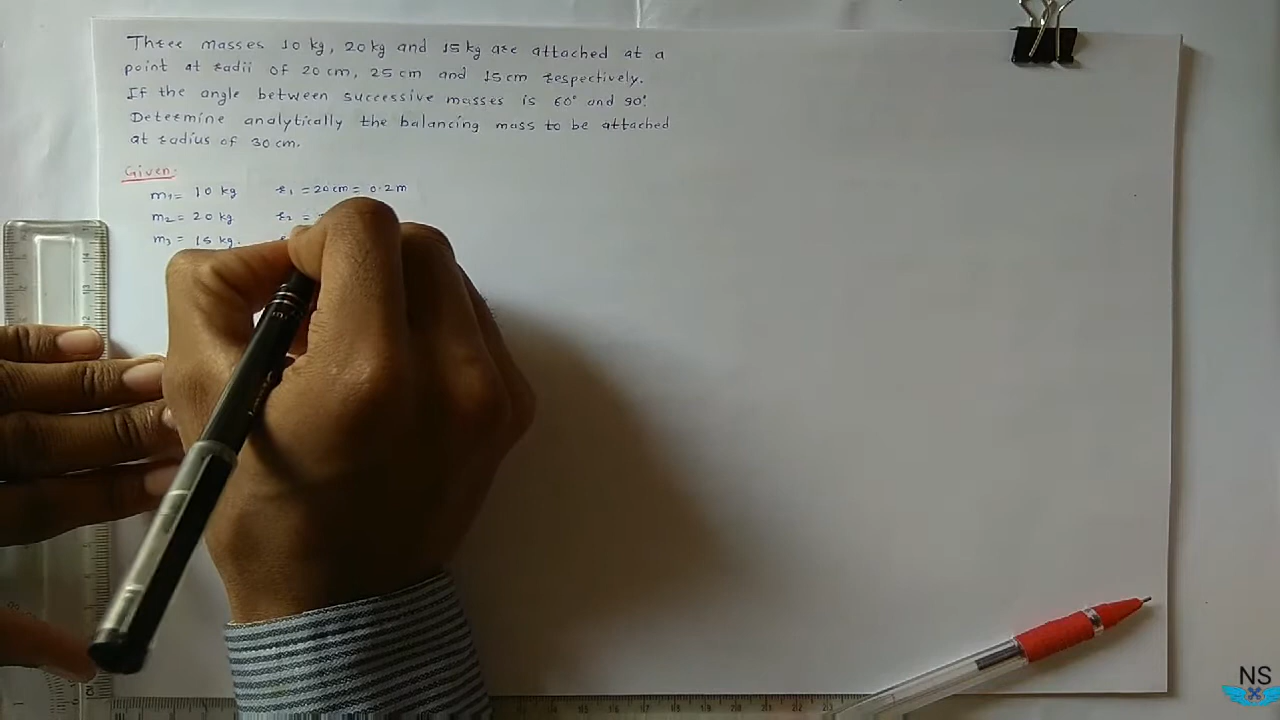 Three masses 10 kg, 20 kg and 15 kg are attached at a
point at radii of 20 cm, 25 cm and 15 cm respectively.
If the angle between successive masses is 60° and 90°.
Determine analytically the balancing mass to be attached
at radius of 30 cm.
Given:
m₁ = 10 kg r₁ = 20 cm = 0.2 m
m₂ = 20 kg r₂ =
m₃ = 15 kg.
NS